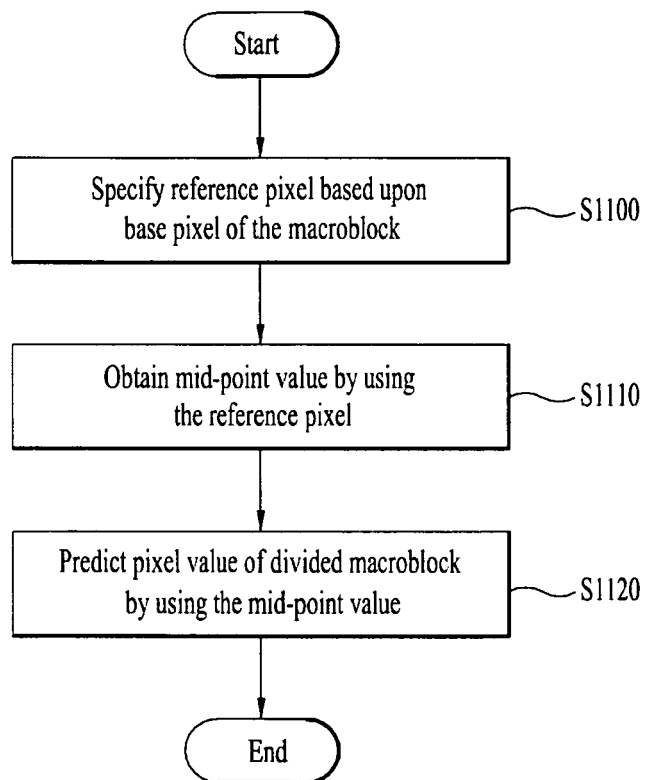 Start
Specify reference pixel based upon
base pixel of the macroblock
S1100
Obtain mid-point value by using
the reference pixel
S1110
Predict pixel value of divided macroblock
by using the mid-point value
S1120
End